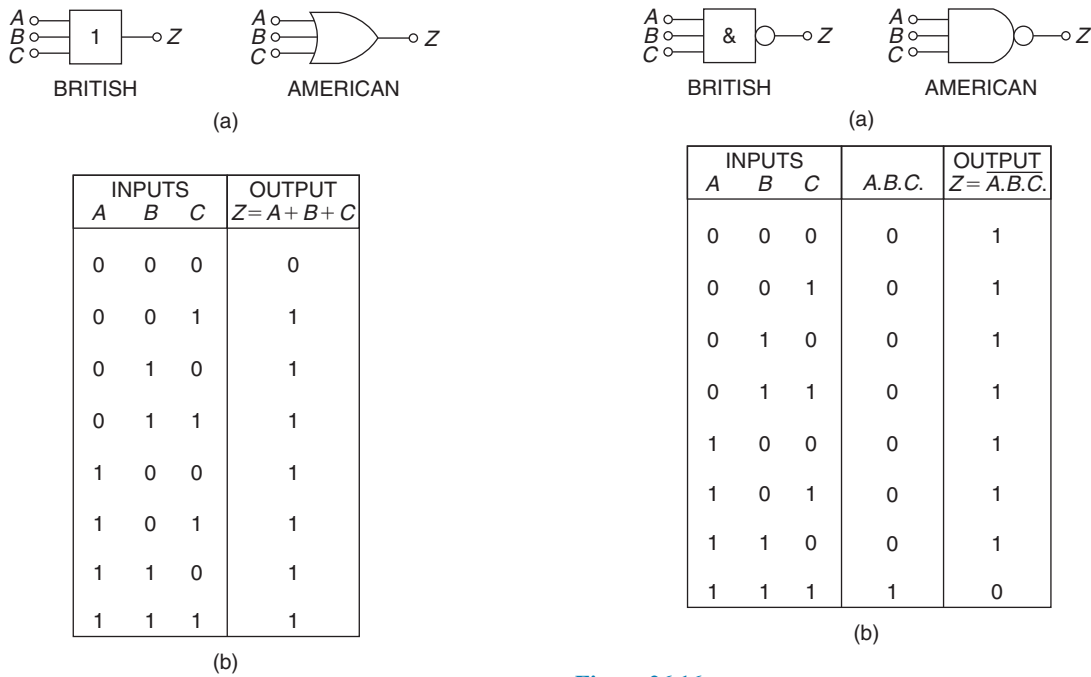 A
B
C
1
Z
A
B
C
Z
BRITISH
AMERICAN
(a)
INPUTS OUTPUT
A B C Z = A + B + C
0 0 0 0
0 0 1 1
0 1 0 1
0 1 1 1
1 0 0 1
1 0 1 1
1 1 0 1
1 1 1 1
(b)
A
B
C
&
Z
A
B
C
Z
BRITISH
AMERICAN
(a)
INPUTS OUTPUT
A B C A.B.C. Z = A̅.̅B̅.̅C̅.̅
0 0 0 0 1
0 0 1 0 1
0 1 0 0 1
0 1 1 0 1
1 0 0 0 1
1 0 1 0 1
1 1 0 0 1
1 1 1 1 0
(b)